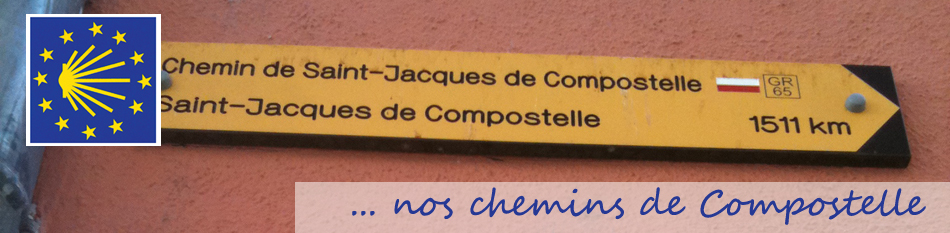 Chemin de Saint-Jacques de Compostelle GR 65
Saint-Jacques de Compostelle 1511 km
... nos chemins de Compostelle